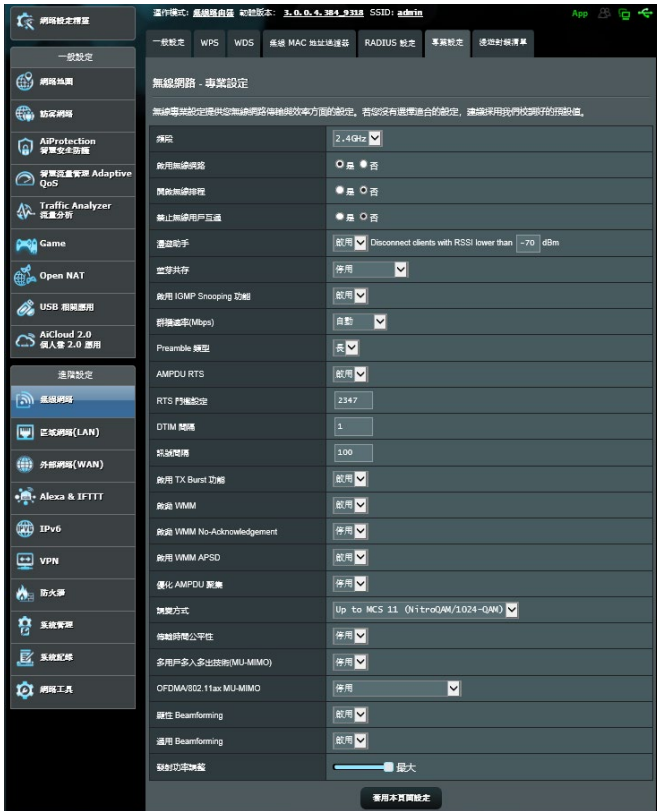 網路設定精靈
操作模式: 無線路由器 韌體版本: 3.0.0.4.384_9318 SSID: admin
App
一般設定 WPS WDS 無線 MAC 地址過濾器 RADIUS 設定 專業設定 漫遊封鎖清單
一般設定
網路地圖
訪客網路
AiProtection
智慧安全防護
智慧流量管理 Adaptive
QoS
Traffic Analyzer
流量分析
Game
Open NAT
USB 相關應用
AiCloud 2.0
個人雲 2.0 應用
進階設定
無線網路
區域網路(LAN)
外部網路(WAN)
Alexa & IFTTT
IPv6
VPN
防火牆
系統管理
系統記錄
網路工具
無線網路 - 專業設定
無線專業設定提供您無線網路傳輸與效率方面的設定。若您沒有選擇適合的設定，建議採用我們校調好的預設值。
頻段 2.4GHz
啟用無線網路 是 否
開啟無線排程 是 否
禁止無線用戶互通 是 否
漫遊助手 啟用 Disconnect clients with RSSI lower than -70 dBm
藍芽共存 停用
啟用 IGMP Snooping 功能 啟用
群播速率(Mbps) 自動
Preamble 類型 長
AMPDU RTS 啟用
RTS 門檻設定 2347
DTIM 間隔 1
訊號間隔 100
啟用 TX Burst 功能 啟用
啟動 WMM 啟用
啟動 WMM No-Acknowledgement 停用
啟用 WMM APSD 啟用
優化 AMPDU 聚集 停用
調變方式 Up to MCS 11 (NitroQAM/1024-QAM)
傳輸時間公平性 停用
多用戶多入多出技術(MU-MIMO) 停用
OFDMA/802.11ax MU-MIMO 停用
顯性 Beamforming 啟用
通用 Beamforming 啟用
發射功率調整 最大
套用本頁面設定